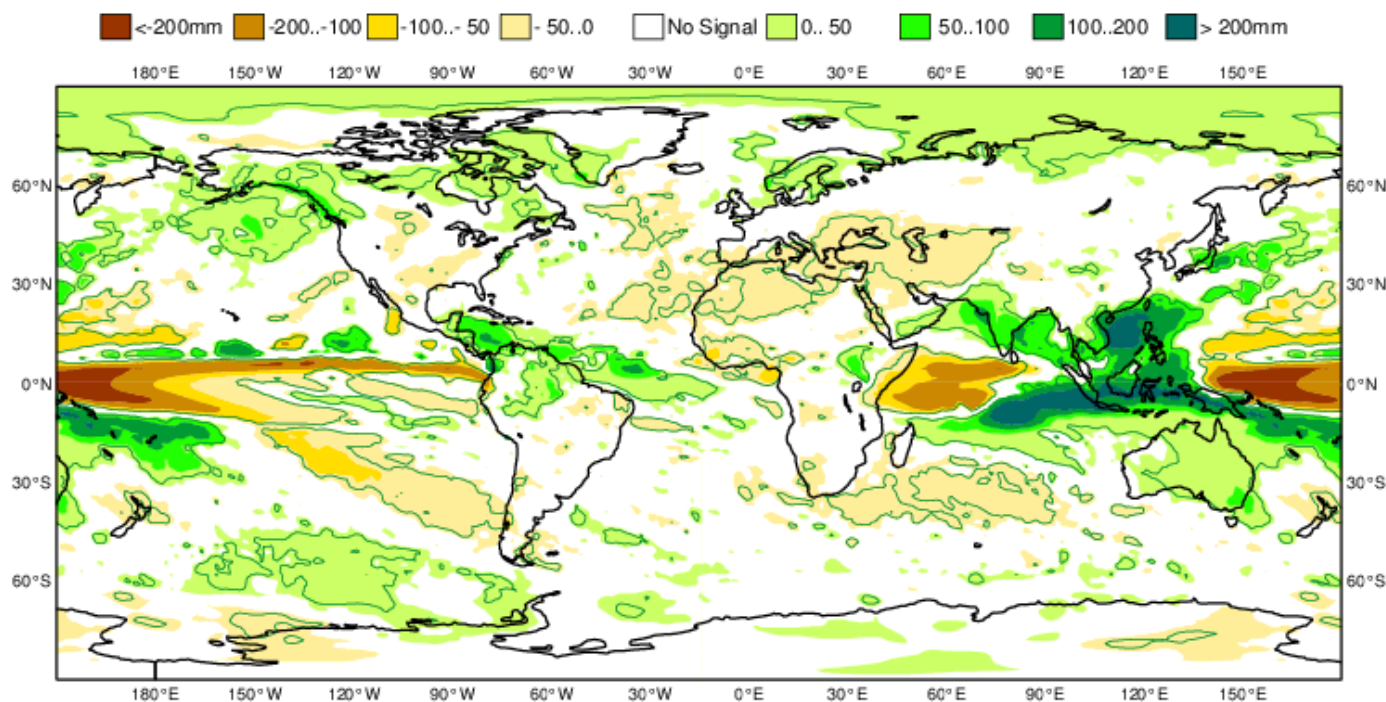 <-200mm -200..-100 -100..- 50 - 50..0 No Signal 0.. 50 50..100 100..200 > 200mm
180°E 150°W 120°W 90°W 60°W 30°W 0°E 30°E 60°E 90°E 120°E 150°E
60°N 60°N
30°N 30°N
0°N 0°N
30°S 30°S
60°S 60°S
180°E 150°W 120°W 90°W 60°W 30°W 0°E 30°E 60°E 90°E 120°E 150°E